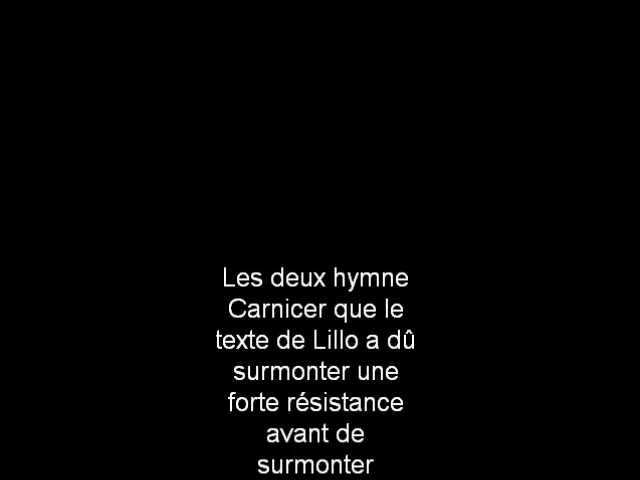 Les deux hymne
Carnicer que le
texte de Lillo a dû
surmonter une
forte résistance
avant de
surmonter